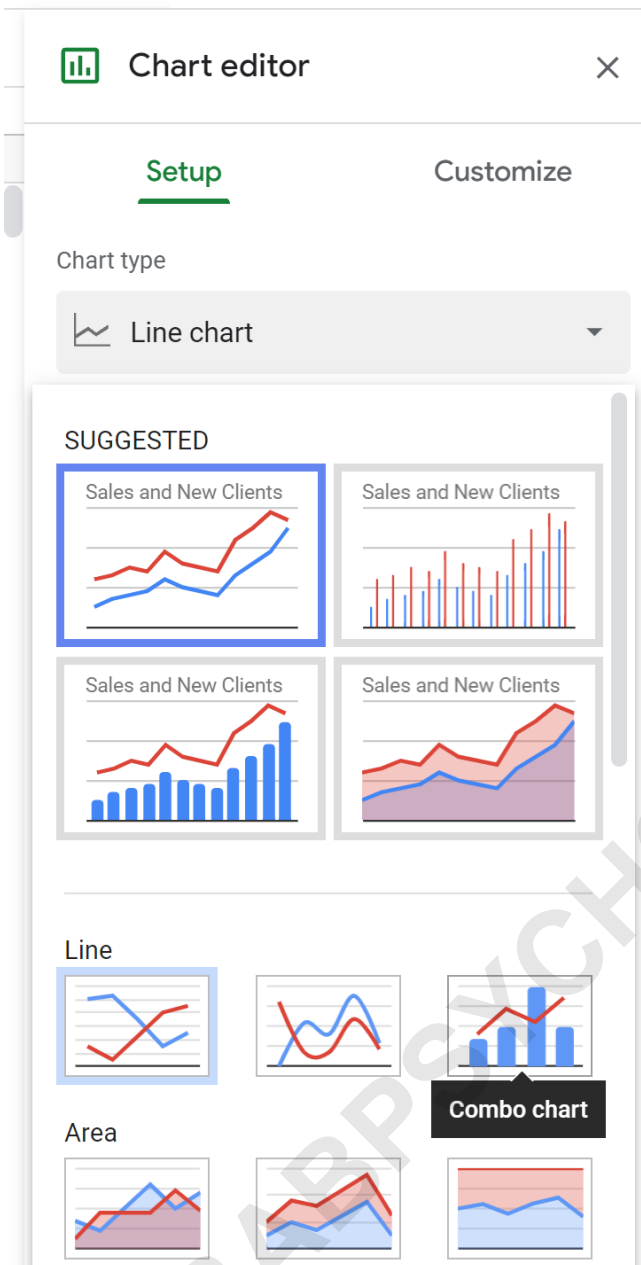 Chart editor
Setup Customize
Chart type
Line chart
SUGGESTED
Sales and New Clients Sales and New Clients
Sales and New Clients Sales and New Clients
Line
Combo chart
Area
ABPSYCH